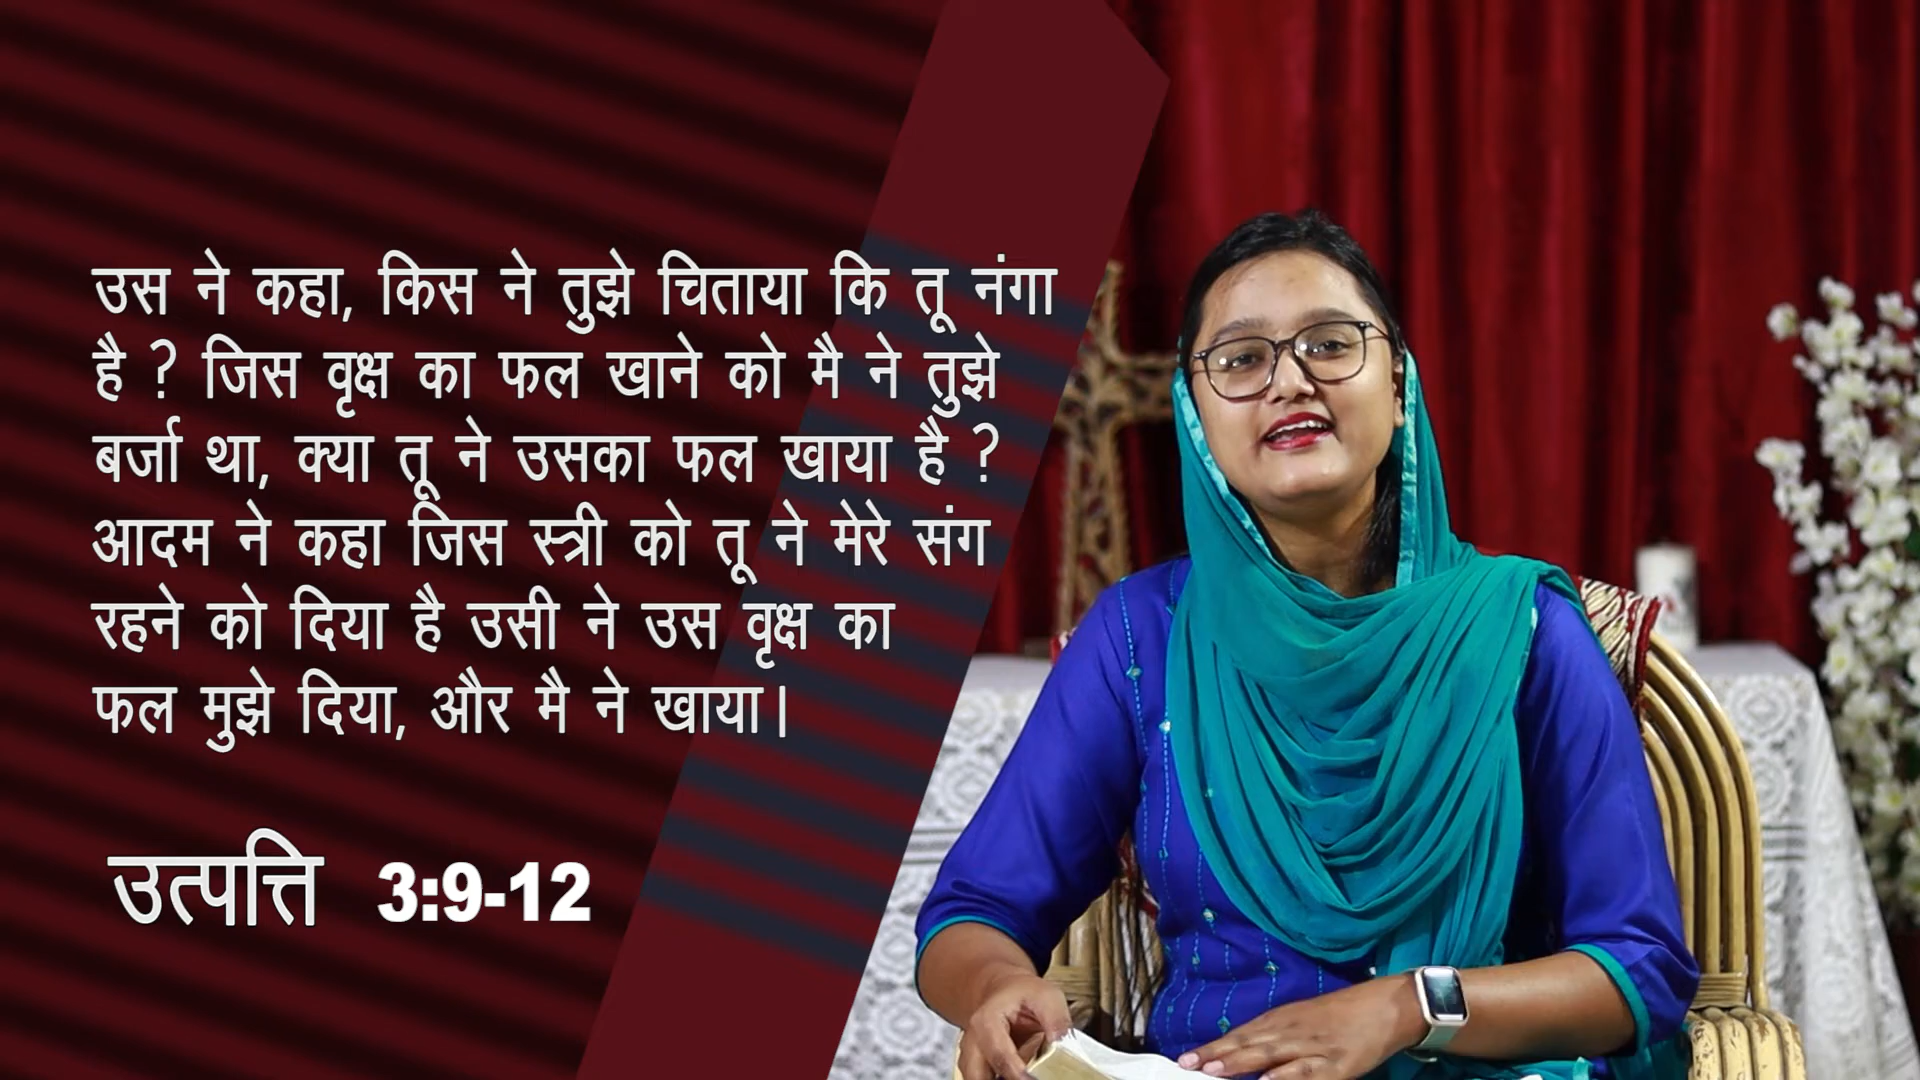 उस ने कहा, किस ने तुझे चिताया कि तू नंगा
है ? जिस वृक्ष का फल खाने को मै ने तुझे
बर्जा था, क्या तू ने उसका फल खाया है ?
आदम ने कहा जिस स्त्री को तू ने मेरे संग
रहने को दिया है उसी ने उस वृक्ष का
फल मुझे दिया, और मै ने खाया।
उत्पत्ति 3:9-12